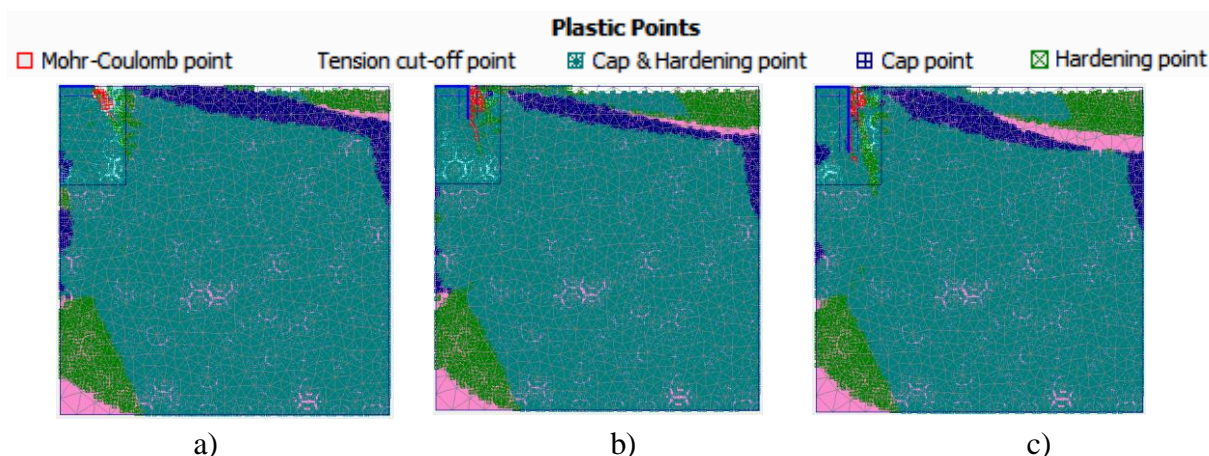 Plastic Points
Mohr-Coulomb point Tension cut-off point Cap & Hardening point Cap point Hardening point
a) b) c)